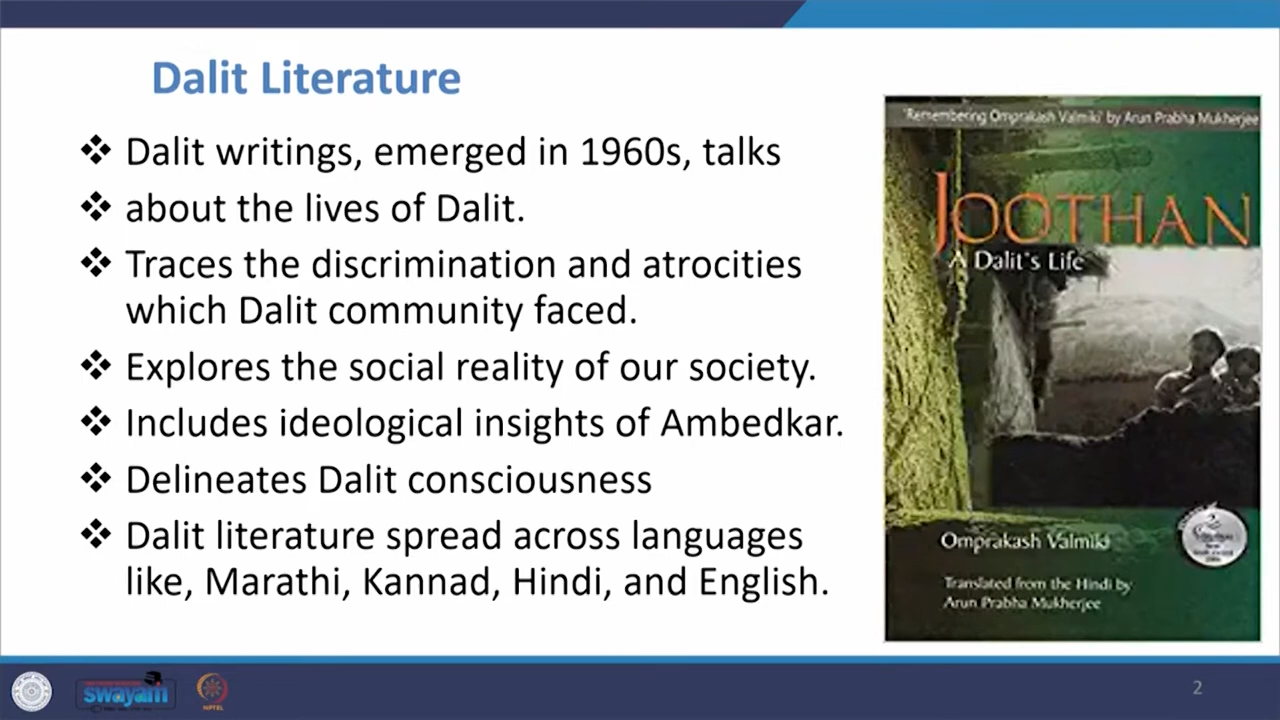 Dalit Literature
❖ Dalit writings, emerged in 1960s, talks
❖ about the lives of Dalit.
❖ Traces the discrimination and atrocities
which Dalit community faced.
❖ Explores the social reality of our society.
❖ Includes ideological insights of Ambedkar.
❖ Delineates Dalit consciousness
❖ Dalit literature spread across languages
like, Marathi, Kannad, Hindi, and English.
'Remembering Omprakash Valmiki' by Arun Prabha Mukherjee
JOOTHAN
A Dalit's Life
Omprakash Valmiki
Translated from the Hindi by
Arun Prabha Mukherjee
swayam
NPTEL
2